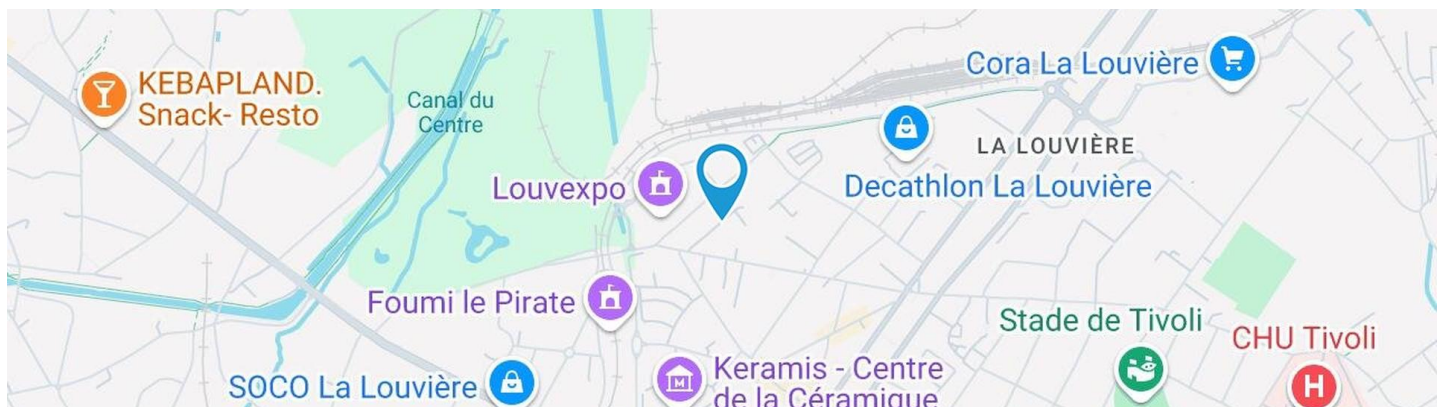 KEBAPLAND.
Snack- Resto
Canal du
Centre
Cora La Louvière
LA LOUVIÈRE
Louvexpo
Decathlon La Louvière
Foumi le Pirate
Stade de Tivoli
CHU Tivoli
SOCO La Louvière
Keramis - Centre
de la Céramique
M
H